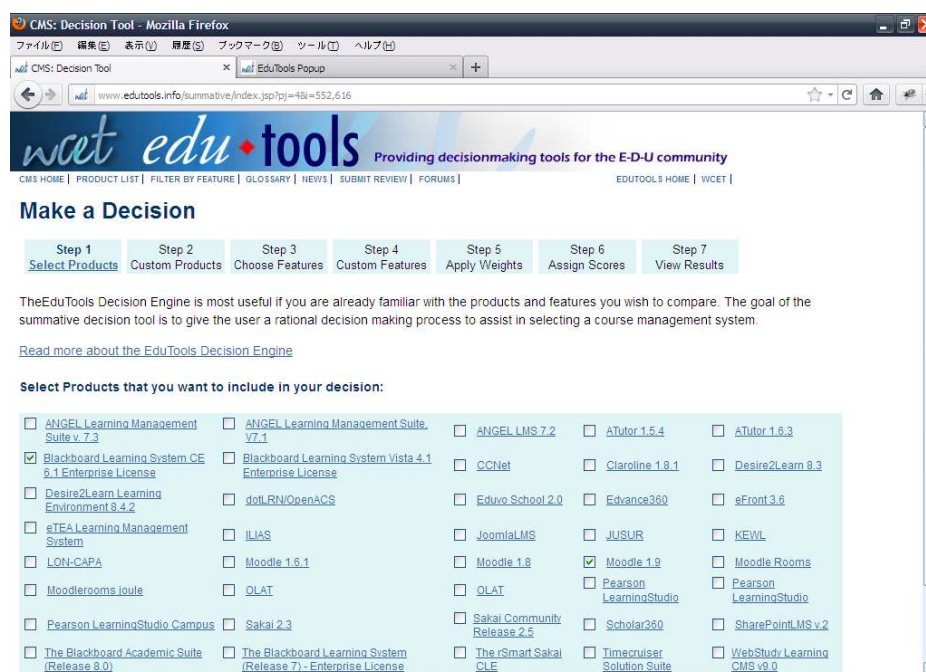 CMS: Decision Tool - Mozilla Firefox
ファイル(F) 編集(E) 表示(V) 履歴(S) ブックマーク(B) ツール(T) ヘルプ(H)
CMS: Decision Tool × EduTools Popup × +
www.edutools.info/summative/index.jsp?pj=4&i=552,616
wcet edu tools Providing decisionmaking tools for the E-D-U community
CMS HOME | PRODUCT LIST | FILTER BY FEATURE | GLOSSARY | NEWS | SUBMIT REVIEW | FORUMS | EDUTOOLS HOME | WCET |
Make a Decision
Step 1 Step 2 Step 3 Step 4 Step 5 Step 6 Step 7
Select Products Custom Products Choose Features Custom Features Apply Weights Assign Scores View Results
TheEduTools Decision Engine is most useful if you are already familiar with the products and features you wish to compare. The goal of the
summative decision tool is to give the user a rational decision making process to assist in selecting a course management system.
Read more about the EduTools Decision Engine
Select Products that you want to include in your decision:
ANGEL Learning Management Suite v. 7.3 ANGEL Learning Management Suite, V7.1 ANGEL LMS 7.2 ATutor 1.5.4 ATutor 1.6.3
Blackboard Learning System CE 6.1 Enterprise License Blackboard Learning System Vista 4.1 Enterprise License CCNet Claroline 1.8.1 Desire2Learn 8.3
Desire2Learn Learning Environment 8.4.2 dotLRN/OpenACS Eduvo School 2.0 Edvance360 eFront 3.6
eTEA Learning Management System ILIAS JoomlaLMS JUSUR KEWL
LON-CAPA Moodle 1.6.1 Moodle 1.8 Moodle 1.9 Moodle Rooms
Moodlerooms joule OLAT OLAT Pearson LearningStudio Pearson LearningStudio
Pearson LearningStudio Campus Sakai 2.3 Sakai Community Release 2.5 Scholar360 SharePointLMS v.2
The Blackboard Academic Suite (Release 8.0) The Blackboard Learning System (Release 7) - Enterprise License The rSmart Sakai CLE Timecruiser Solution Suite WebStudy Learning CMS v9.0